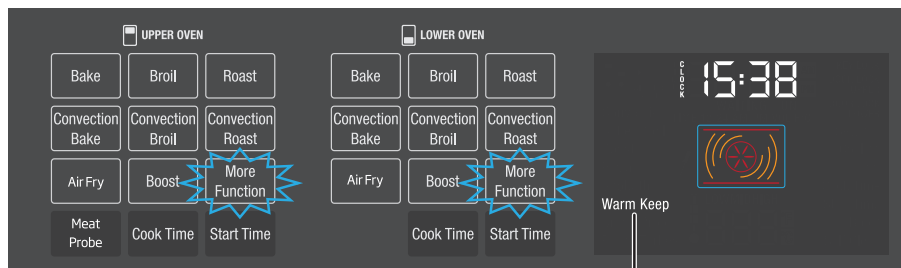 UPPER OVEN
Bake
Broil
Roast
Convection
Bake
Convection
Broil
Convection
Roast
Air Fry
Boost
More
Function
Meat
Probe
Cook Time
Start Time
LOWER OVEN
Bake
Broil
Roast
Convection
Bake
Convection
Broil
Convection
Roast
Air Fry
Boost
More
Function
Cook Time
Start Time
CLOCK
15:38
Warm Keep